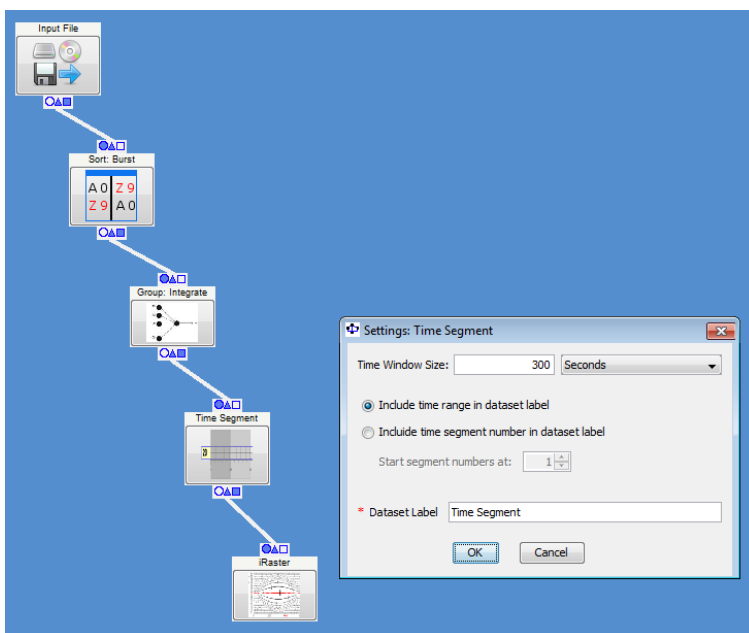 Input File
Sort: Burst
A 0 Z 9
Z 9 A 0
Group: Integrate
Settings: Time Segment
Time Window Size: 300 Seconds
Include time range in dataset label
Incluide time segment number in dataset label
Start segment numbers at: 1
Time Segment
* Dataset Label Time Segment
OK Cancel
iRaster